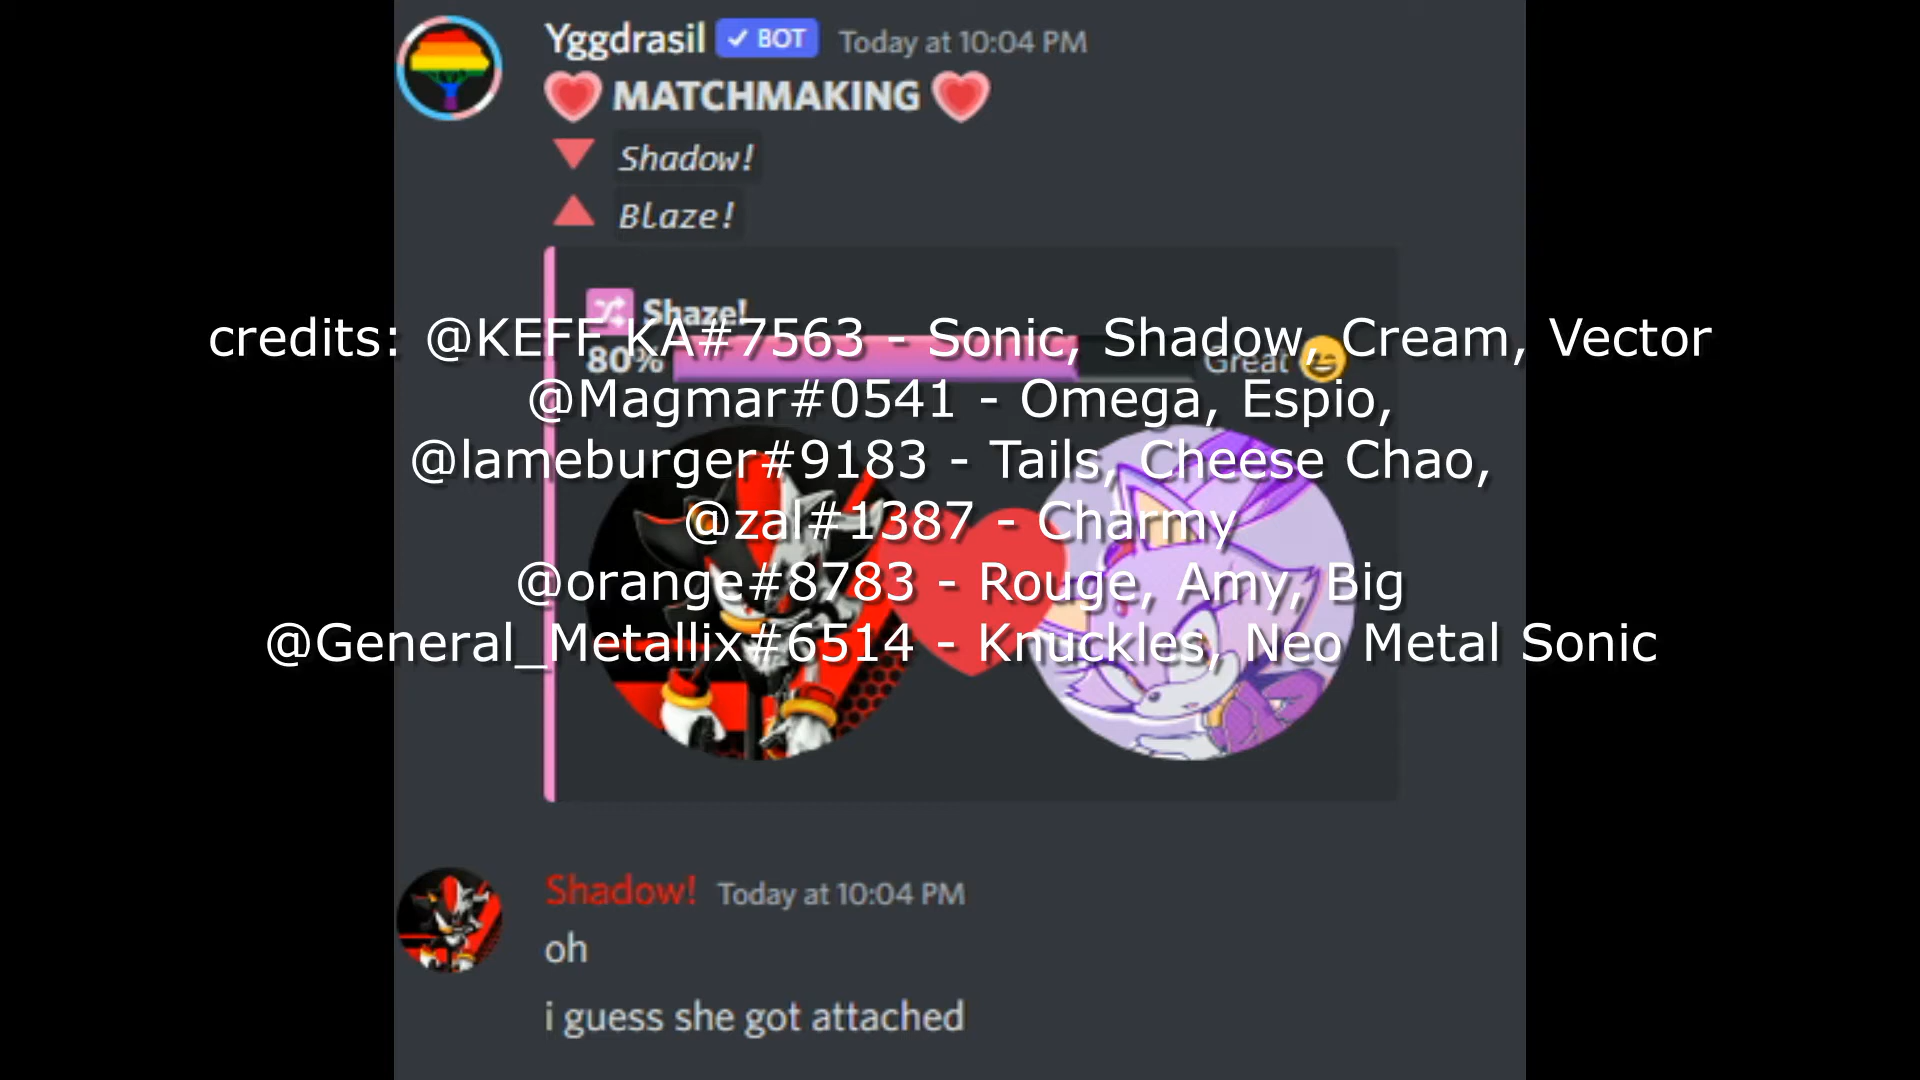 Yggdrasil ✓ BOT Today at 10:04 PM
MATCHMAKING
Shadow!
Blaze!
Shaze!
credits: @KEFF KA#7563 - Sonic, Shadow, Cream, Vector
80% Great
@Magmar#0541 - Omega, Espio,
@lameburger#9183 - Tails, Cheese Chao,
@zal#1387 - Charmy
@orange#8783 - Rouge, Amy, Big
@General_Metallix#6514 - Knuckles, Neo Metal Sonic
Shadow! Today at 10:04 PM
oh
i guess she got attached